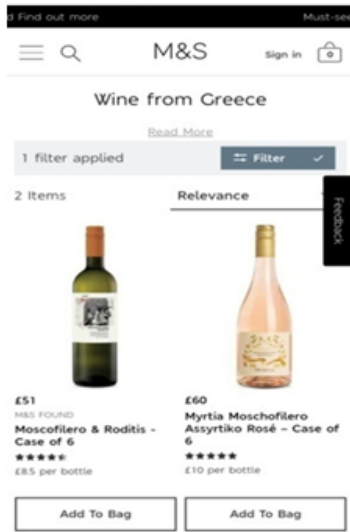 d Find out more
Must-see
M&S
Sign in
0
Wine from Greece
Read More
1 filter applied
Filter
2 Items
Relevance
Feedback
£51
M&S FOUND
Moscofilero & Roditis -
Case of 6
£8.5 per bottle
Add To Bag
£60
Myrtia Moschofilero
Assyrtiko Rosé – Case of
6
£10 per bottle
Add To Bag